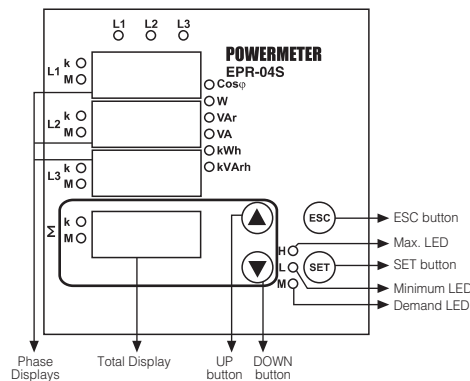 L1 L2 L3
POWERMETER
EPR-04S
L1 k
M
Cosφ
W
L2 k
M
VAr
VA
kWh
L3 k
M
kVArh
Σ k
M
ESC
ESC button
H
Max. LED
L
SET
SET button
M
Minimum LED
Demand LED
Phase
Displays
Total Display
UP
button
DOWN
button